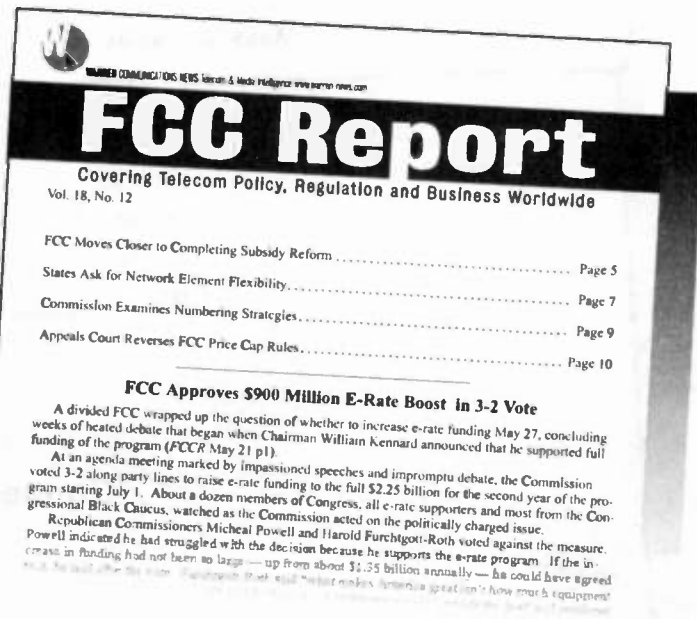 W
WARREN COMMUNICATIONS NEWS Telecom & Media Intelligence www.warren-news.com
FCC Report
Covering Telecom Policy, Regulation and Business Worldwide
Vol. 18, No. 12
FCC Moves Closer to Completing Subsidy Reform ........................................ Page 5
States Ask for Network Element Flexibility................................................ Page 7
Commission Examines Numbering Strategies............................................. Page 9
Appeals Court Reverses FCC Price Cap Rules............................................. Page 10
FCC Approves $900 Million E-Rate Boost in 3-2 Vote
A divided FCC wrapped up the question of whether to increase e-rate funding May 27, concluding
weeks of heated debate that began when Chairman William Kennard announced that he supported full
funding of the program (FCCR May 21 p1).
At an agenda meeting marked by impassioned speeches and impromptu debate, the Commission
voted 3-2 along party lines to raise e-rate funding to the full $2.25 billion for the second year of the pro-
gram starting July 1. About a dozen members of Congress, all e-rate supporters and most from the Con-
gressional Black Caucus, watched as the Commission acted on the politically charged issue.
Republican Commissioners Micheal Powell and Harold Furchtgott-Roth voted against the measure.
Powell indicated he had struggled with the decision because he supports the e-rate program. If the in-
crease in funding had not been so large — up from about $1.35 billion annually — he could have agreed
said "what makes America great isn't how much equipment